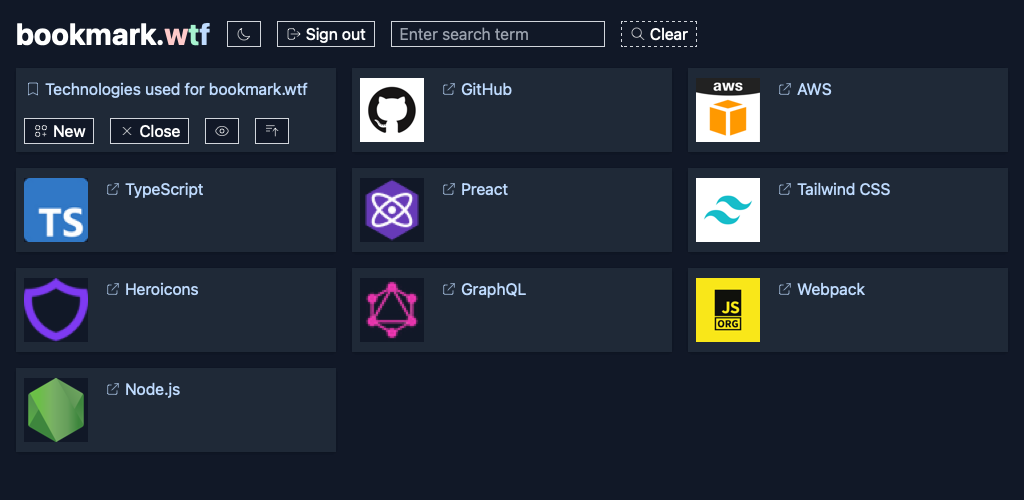 bookmark.wtf
Sign out
Enter search term
Clear
Technologies used for bookmark.wtf
New
Close
GitHub
aws
AWS
TS
TypeScript
Preact
Tailwind CSS
Heroicons
GraphQL
JS
ORG
Webpack
Node.js